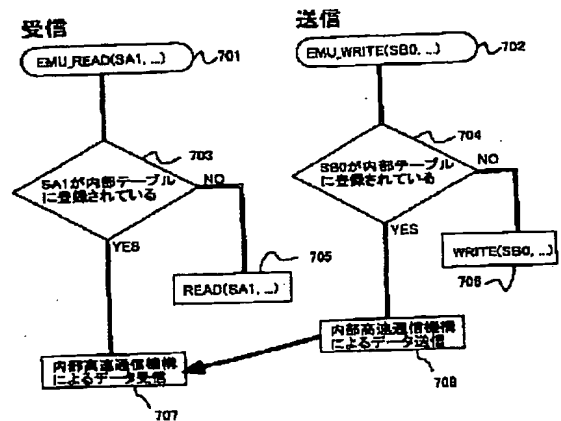 受信
EMU_READ(SA1, ...)
701
703
SA1が内部テーブル
に登録されている
NO
YES
705
READ(SA1, ...)
内部高速通信機構
によるデータ受信
707
送信
EMU_WRITE(SB0, ...)
702
704
SB0が内部テーブル
に登録されている
NO
YES
WRITE(SB0, ...)
706
内部高速通信機構
によるデータ送信
708